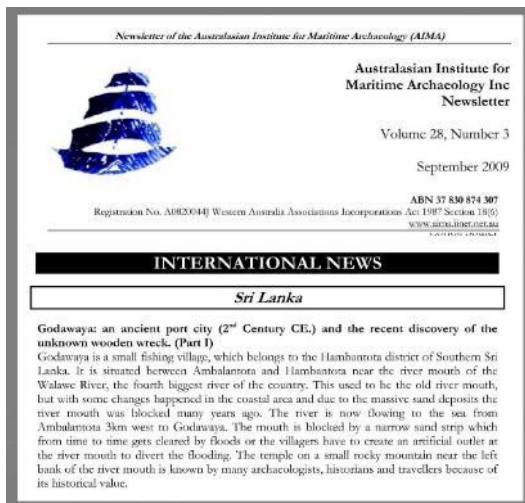 Newsletter of the Australasian Institute for Maritime Archaeology (AIMA)
Australasian Institute for
Maritime Archaeology Inc
Newsletter
Volume 28, Number 3
September 2009
ABN 37 830 874 307
Registration No. A0820044J Western Australia Associations Incorporations Act 1987 Section 18(6)
www.aima.iinet.net.au
INTERNATIONAL NEWS
Sri Lanka
Godawaya: an ancient port city (2nd Century CE.) and the recent discovery of the
unknown wooden wreck. (Part I)
Godawaya is a small fishing village, which belongs to the Hambantota district of Southern Sri
Lanka. It is situated between Ambalantota and Hambantota near the river mouth of the
Walawe River, the fourth biggest river of the country. This used to be the old river mouth,
but with some changes happened in the coastal area and due to the massive sand deposits the
river mouth was blocked many years ago. The river is now flowing to the sea from
Ambalantota 3km west to Godawaya. The mouth is blocked by a narrow sand strip which
from time to time gets cleared by floods or the villagers have to create an artificial outlet at
the river mouth to divert the flooding. The temple on a small rocky mountain near the left
bank of the river mouth is known by many archaeologists, historians and travellers because of
its historical value.